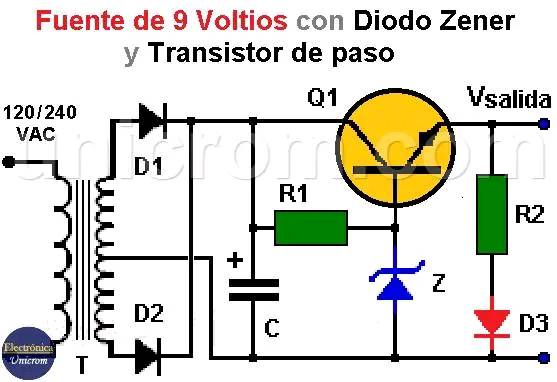 Fuente de 9 Voltios con Diodo Zener
y Transistor de paso
120/240
VAC
Q1
Vsalida
unicrom.com
D1
R1
R2
+
D2
C
Z
D3
T
Electrónica
Unicrom